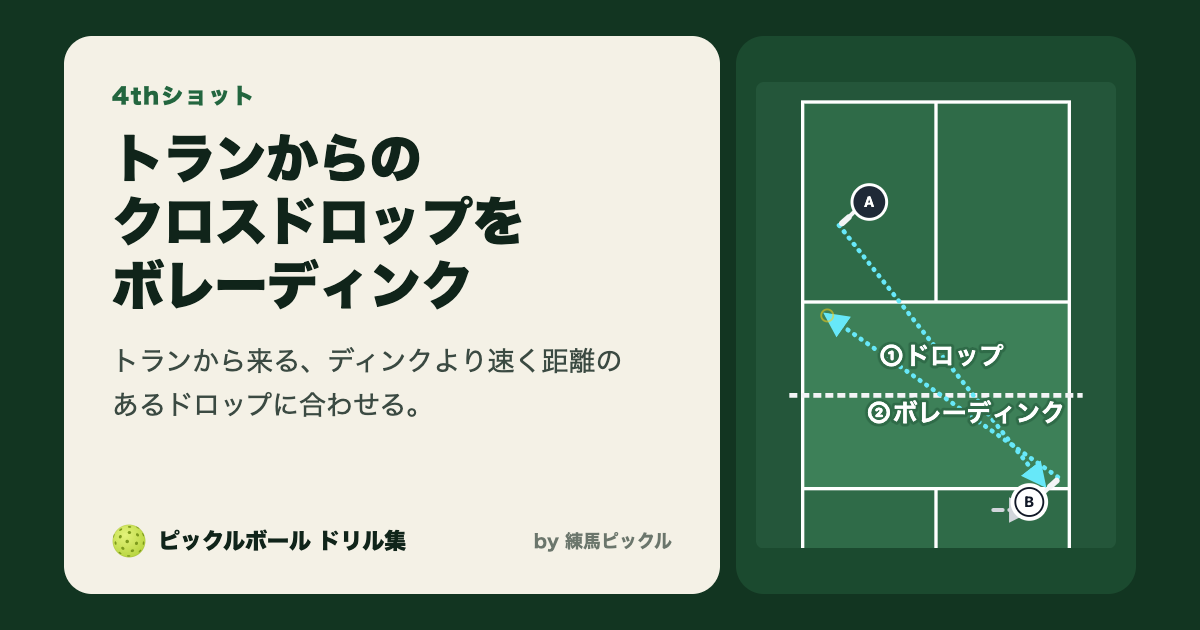 4thショット
トランからの
クロスドロップを
ボレーディンク
トランから来る、ディンクより速く距離の
あるドロップに合わせる。
ピックルボール ドリル集
by 練馬ピックル
A
①ドロップ
②ボレーディンク
B